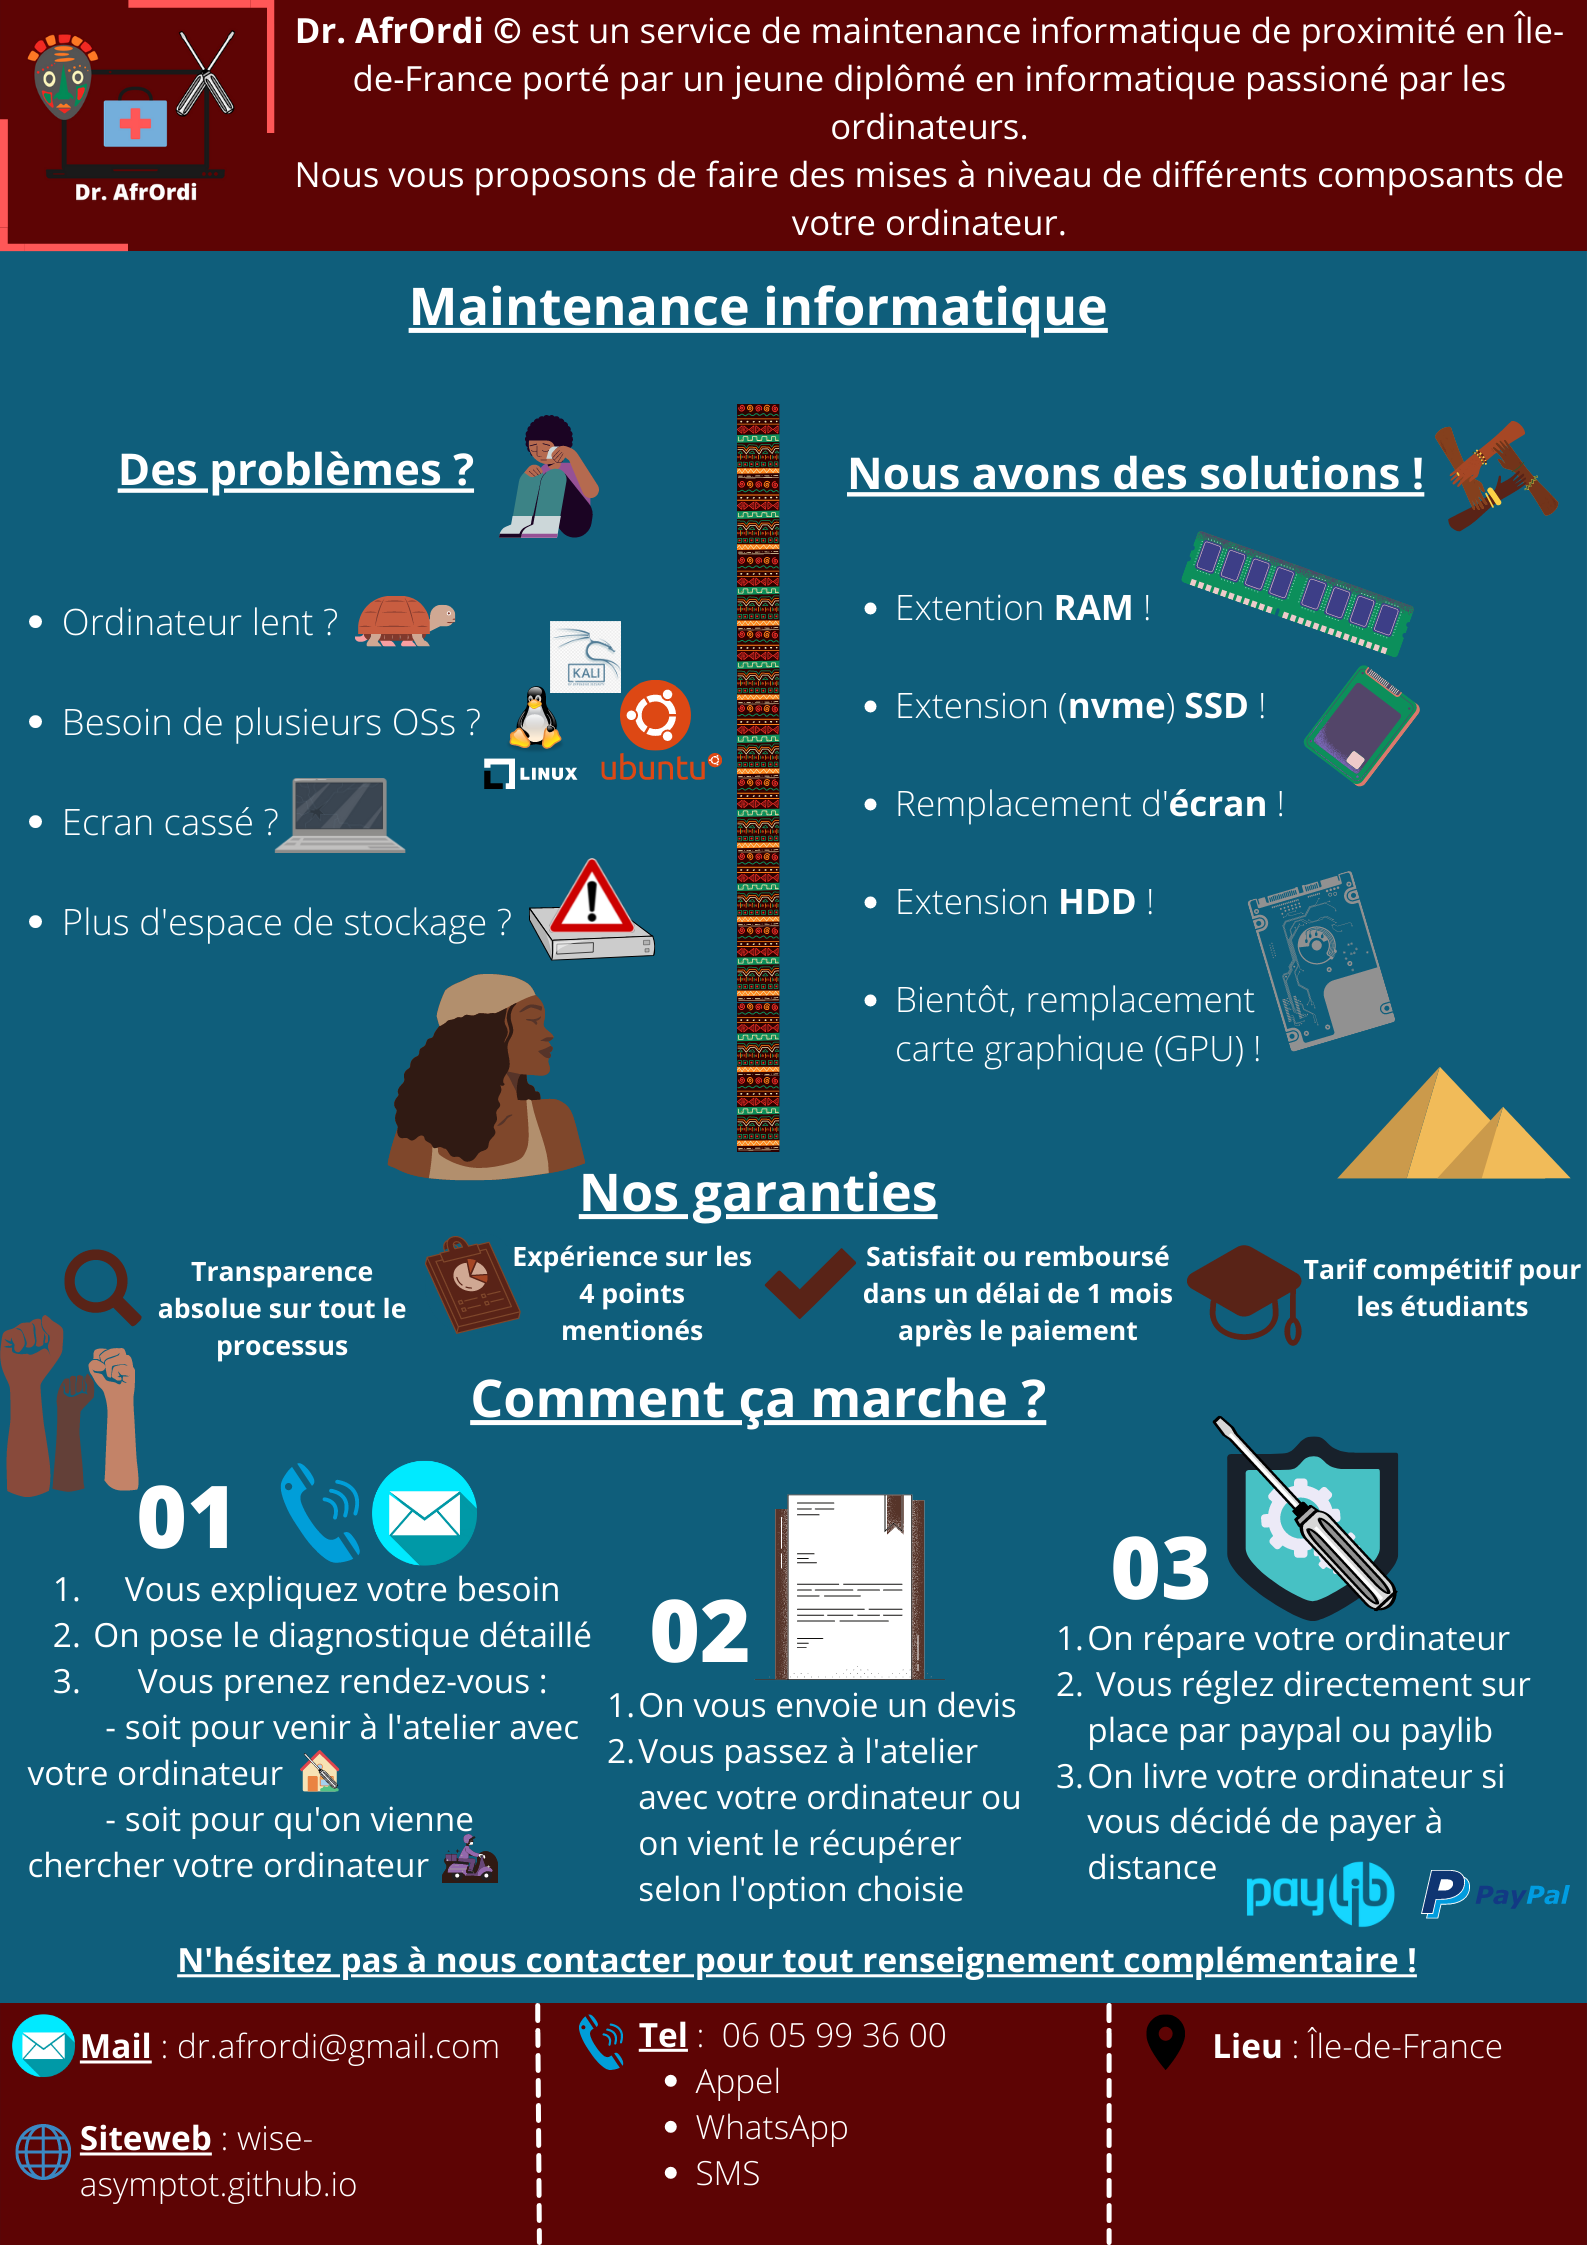 Dr. AfrOrdi
Dr. AfrOrdi © est un service de maintenance informatique de proximité en Île-
de-France porté par un jeune diplômé en informatique passioné par les
ordinateurs.
Nous vous proposons de faire des mises à niveau de différents composants de
votre ordinateur.
Maintenance informatique
Des problèmes ?
• Ordinateur lent ?
• Besoin de plusieurs OSs ?
KALI
LINUX
ubuntu
• Ecran cassé ?
• Plus d'espace de stockage ?
Nous avons des solutions !
• Extention RAM !
• Extension (nvme) SSD !
• Remplacement d'écran !
• Extension HDD !
• Bientôt, remplacement
carte graphique (GPU) !
Nos garanties
Transparence
absolue sur tout le
processus
Expérience sur les
4 points
mentionés
Satisfait ou remboursé
dans un délai de 1 mois
après le paiement
Tarif compétitif pour
les étudiants
Comment ça marche ?
01
1. Vous expliquez votre besoin
2. On pose le diagnostique détaillé
3. Vous prenez rendez-vous :
- soit pour venir à l'atelier avec
votre ordinateur
- soit pour qu'on vienne
chercher votre ordinateur
02
1. On vous envoie un devis
2. Vous passez à l'atelier
avec votre ordinateur ou
on vient le récupérer
selon l'option choisie
03
1. On répare votre ordinateur
2. Vous réglez directement sur
place par paypal ou paylib
3. On livre votre ordinateur si
vous décidé de payer à
distance
paylib
PayPal
N'hésitez pas à nous contacter pour tout renseignement complémentaire !
Mail : dr.afrordi@gmail.com
Siteweb : wise-
asymptot.github.io
Tel : 06 05 99 36 00
• Appel
• WhatsApp
• SMS
Lieu : Île-de-France